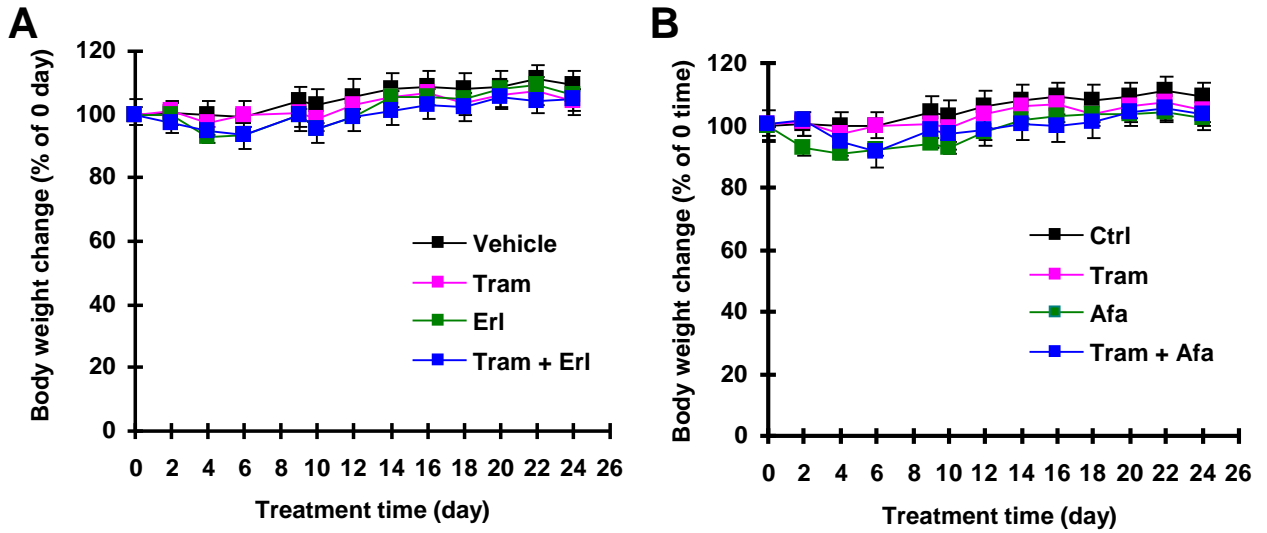 A
Body weight change (% of 0 day)
120
100
80
60
40
20
0
Vehicle
Tram
Erl
Tram + Erl
0 2 4 6 8 10 12 14 16 18 20 22 24 26
Treatment time (day)
B
Body weight change (% of 0 time)
120
100
80
60
40
20
0
Ctrl
Tram
Afa
Tram + Afa
0 2 4 6 8 10 12 14 16 18 20 22 24 26
Treatment time (day)